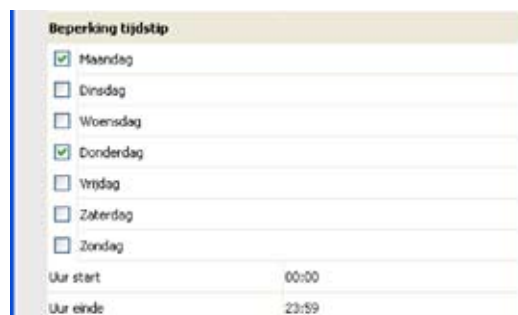 Beperking tijdstip
Maandag
Dinsdag
Woensdag
Donderdag
Vrijdag
Zaterdag
Zondag
Uur start 00:00
Uur einde 23:59